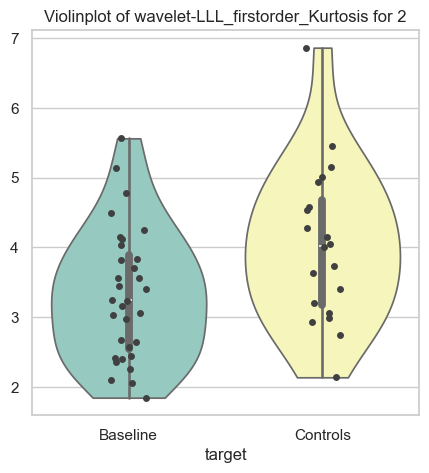 Violinplot of wavelet-LLL_firstorder_Kurtosis for 2
7
6
5
4
3
2
Baseline Controls
target